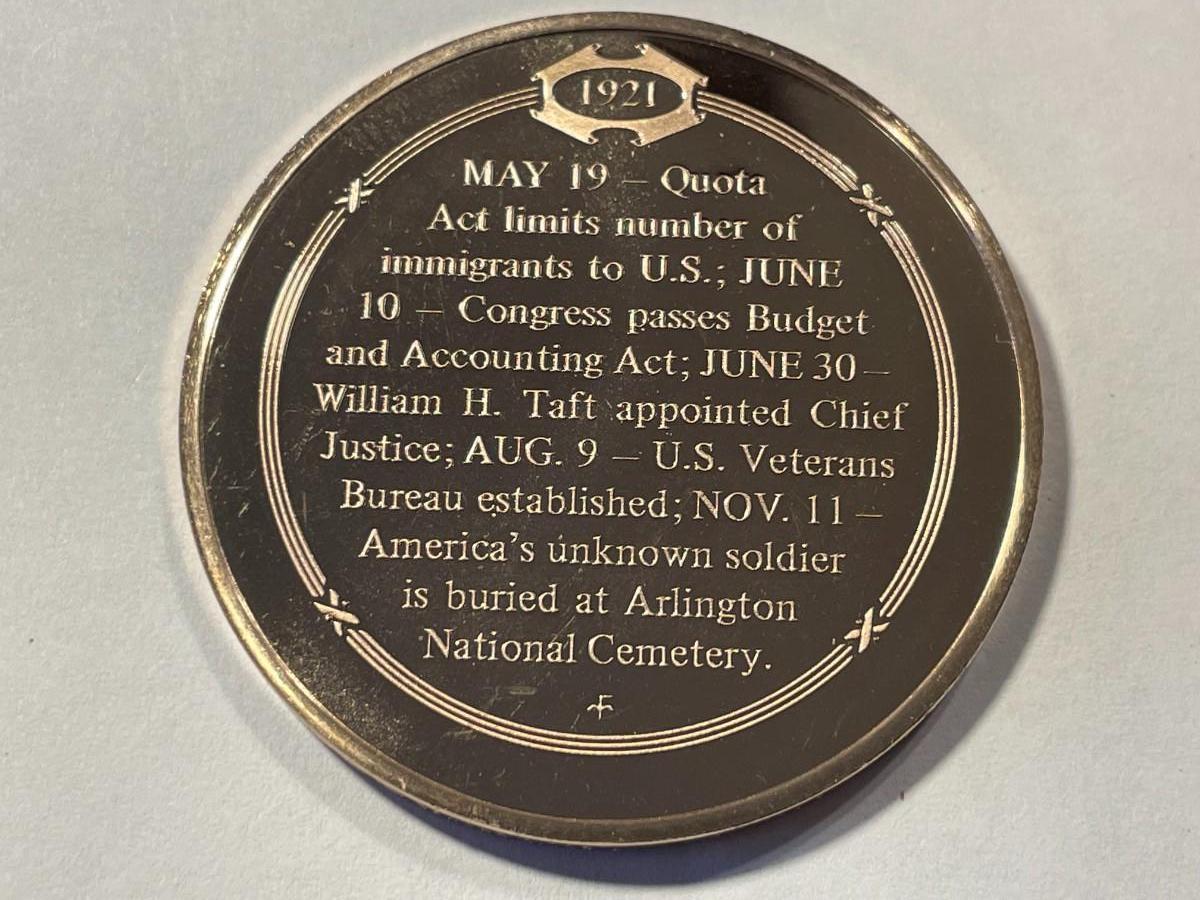 1921
MAY 19 – Quota
Act limits number of
immigrants to U.S.; JUNE
10 – Congress passes Budget
and Accounting Act; JUNE 30 –
William H. Taft appointed Chief
Justice; AUG. 9 – U.S. Veterans
Bureau established; NOV. 11 –
America's unknown soldier
is buried at Arlington
National Cemetery.